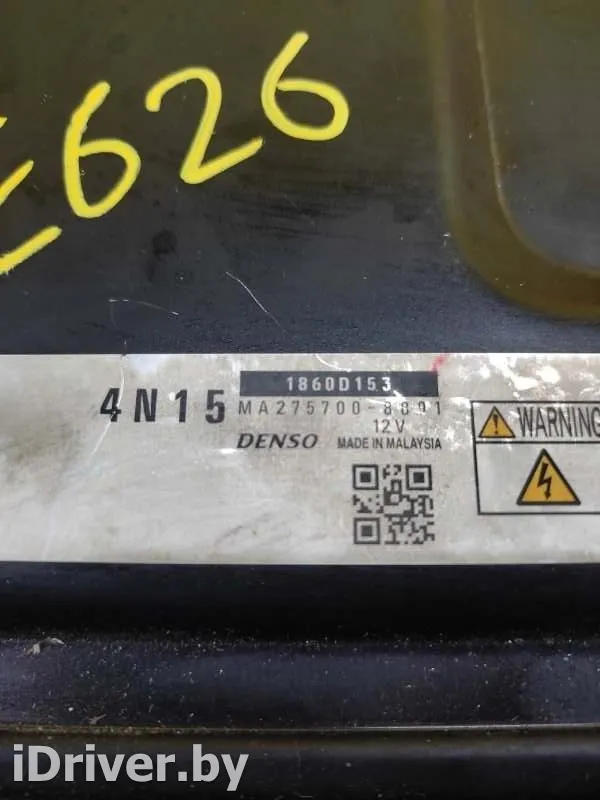 E626
4N15
1860D153
MA275700-8891
12V
DENSO MADE IN MALAYSIA
WARNING
iDriver.by